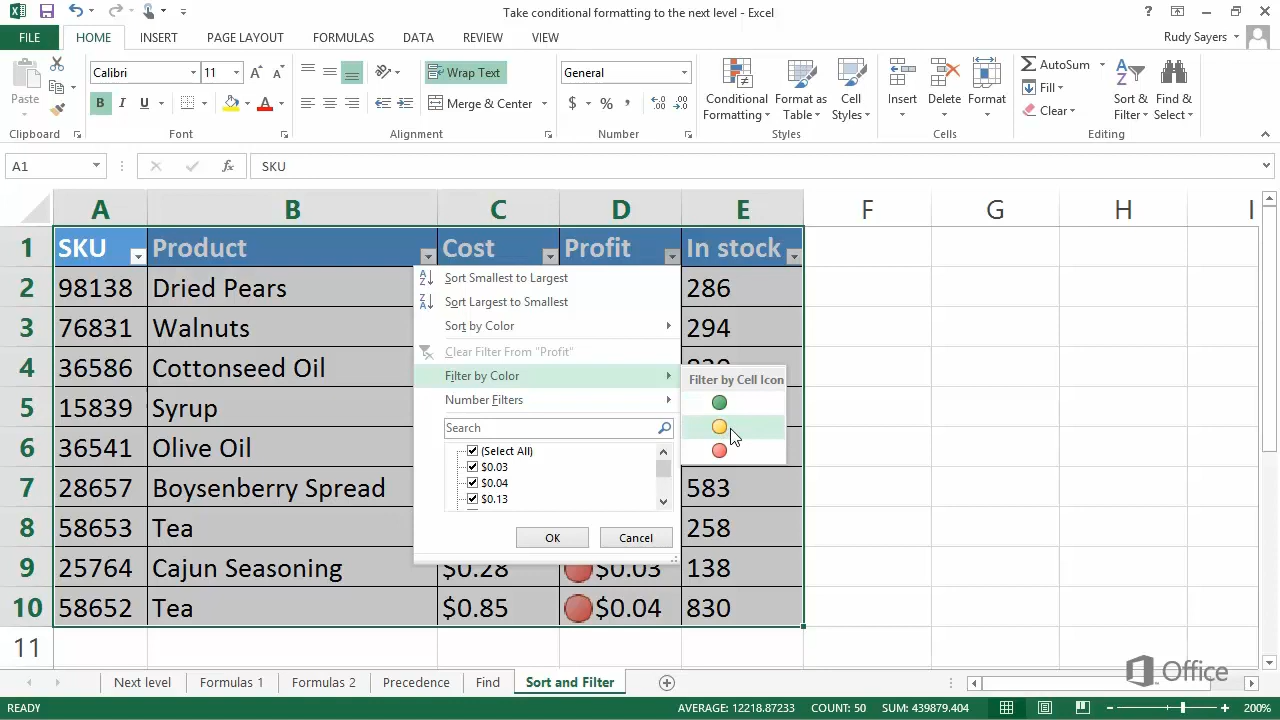 Take conditional formatting to the next level - Excel
FILE HOME INSERT PAGE LAYOUT FORMULAS DATA REVIEW VIEW Rudy Sayers
Paste
Clipboard
Calibri 11
B I U A
Font
Wrap Text
Merge & Center
Alignment
General
$ % ,
Number
Conditional Formatting
Format as Table
Cell Styles
Styles
Insert Delete Format
Cells
AutoSum
Fill
Clear
Sort & Filter
Find & Select
Editing
A1 fx SKU
A B C D E F G H I
1 SKU Product Cost Profit In stock
2 98138 Dried Pears 286
3 76831 Walnuts 294
4 36586 Cottonseed Oil
5 15839 Syrup
6 36541 Olive Oil
7 28657 Boysenberry Spread 583
8 58653 Tea 258
9 25764 Cajun Seasoning $0.28 $0.03 138
10 58652 Tea $0.85 $0.04 830
11
Sort Smallest to Largest
Sort Largest to Smallest
Sort by Color
Clear Filter From "Profit"
Filter by Color
Number Filters
Search
(Select All)
$0.03
$0.04
$0.13
OK Cancel
Filter by Cell Icon
Office
Next level Formulas 1 Formulas 2 Precedence Find Sort and Filter
READY AVERAGE: 12218.87233 COUNT: 50 SUM: 439879.404 200%